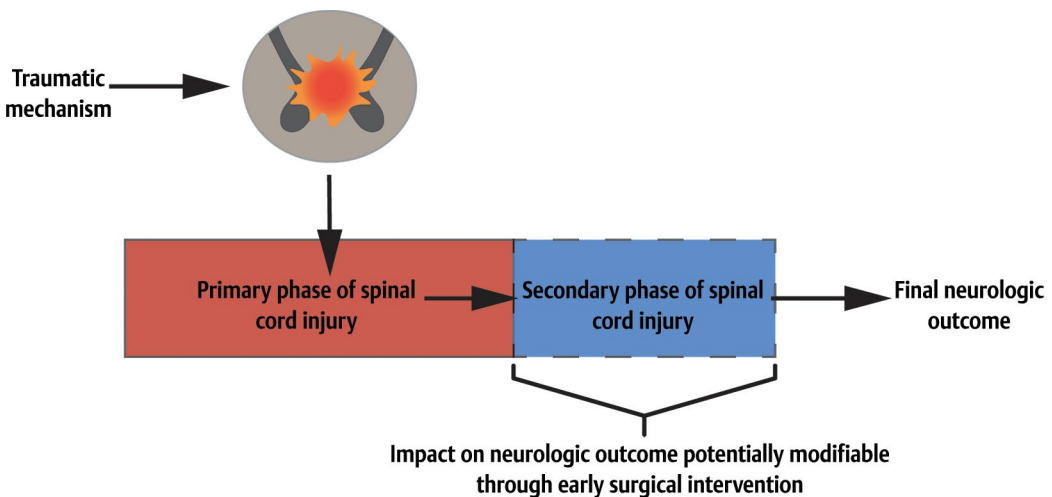 Traumatic
mechanism
Primary phase of spinal
cord injury
Secondary phase of spinal
cord injury
Final neurologic
outcome
Impact on neurologic outcome potentially modifiable
through early surgical intervention